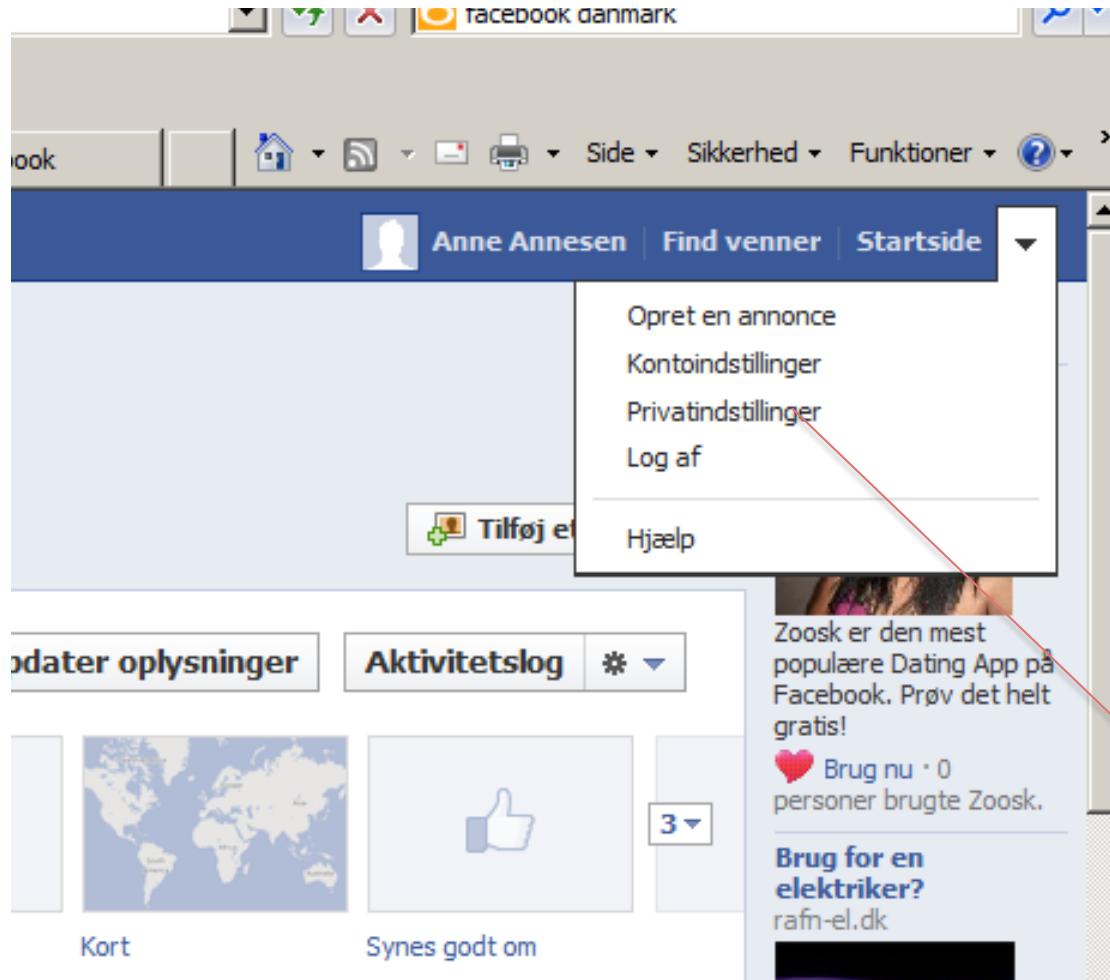 facebook danmark
ook
Side
Sikkerhed
Funktioner
Anne Annesen
Find venner
Startside
Opret en annonce
Kontoindstillinger
Privatindstillinger
Log af
Hjælp
Tilføj et
Zoosk er den mest
populære Dating App på
Facebook. Prøv det helt
gratis!
Brug nu · 0
personer brugte Zoosk.
pdater oplysninger
Aktivitetslog
3
Brug for en
elektriker?
rafn-el.dk
Kort
Synes godt om